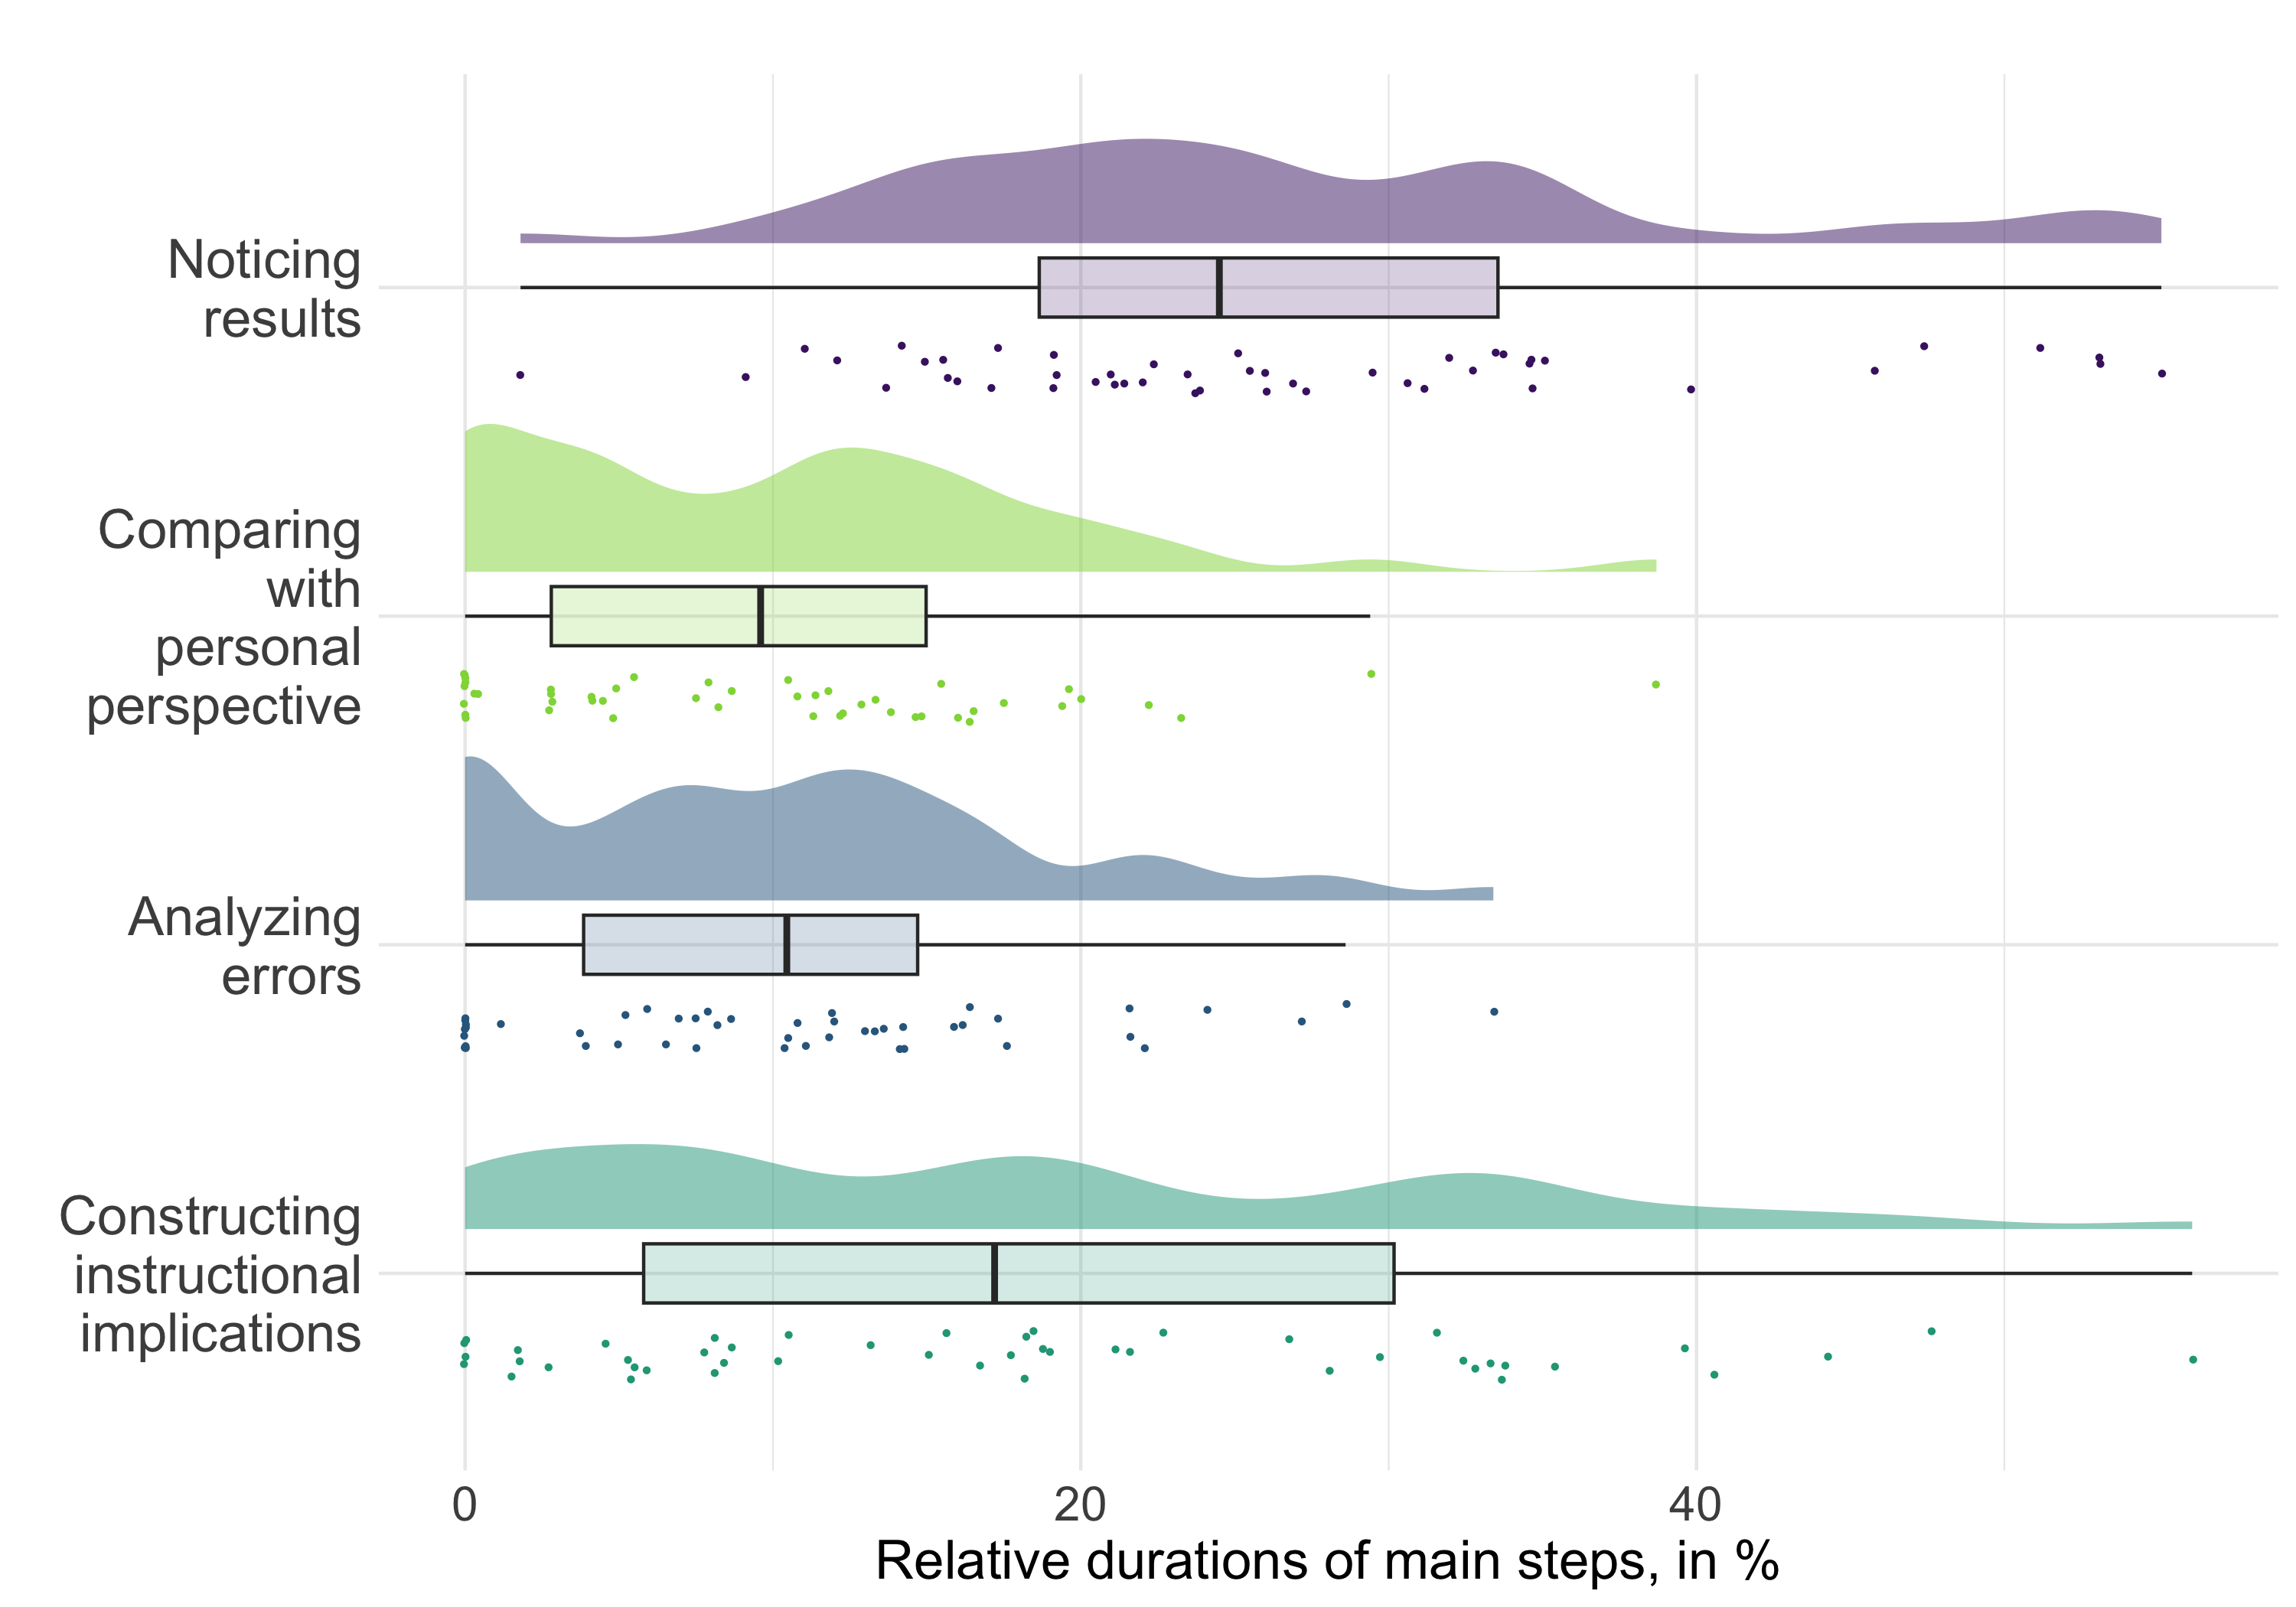 Noticing
results
Comparing
with
personal
perspective
Analyzing
errors
Constructing
instructional
implications
0 20 40
Relative durations of main steps, in %